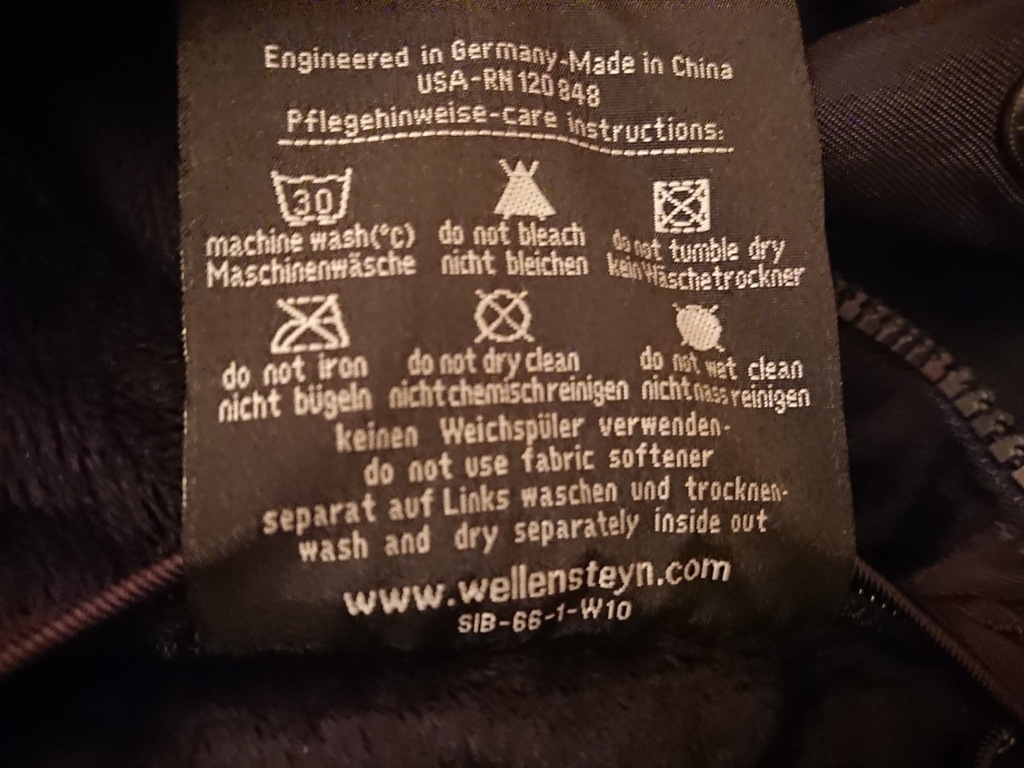 Engineered in Germany-Made in China
USA-RN 120 848
Pflegehinweise-care instructions:
30
machine wash(°C) do not bleach do not tumble dry
Maschinenwäsche nicht bleichen kein Wäschetrockner
do not iron do not dry clean do not wet clean
nicht bügeln nicht chemisch reinigen nicht nass reinigen
keinen Weichspüler verwenden-
do not use fabric softener
separat auf Links waschen und trocknen-
wash and dry separately inside out
www.wellensteyn.com
SIB-66-1-W10